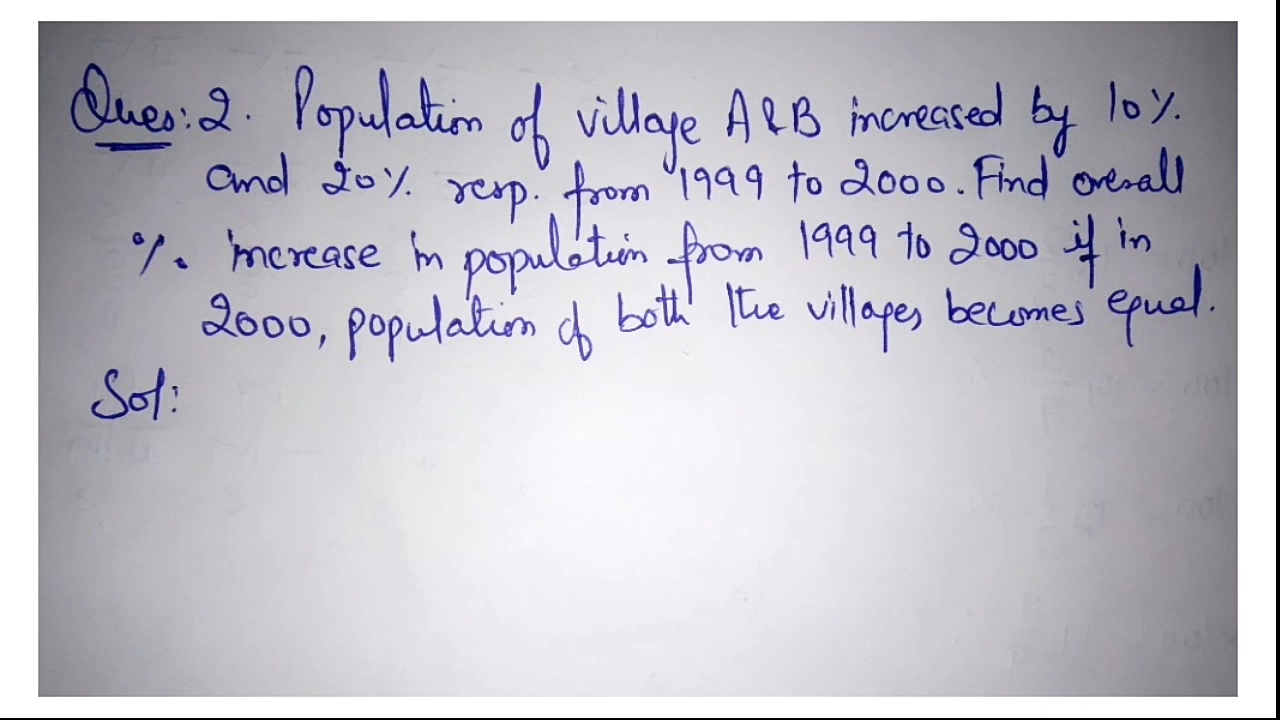 Ques:2. Population of village A & B increased by 10%
and 20% resp. from 1999 to 2000. Find overall
% increase in population from 1999 to 2000 if in
2000, population of both the villages becomes equal.
Sol: